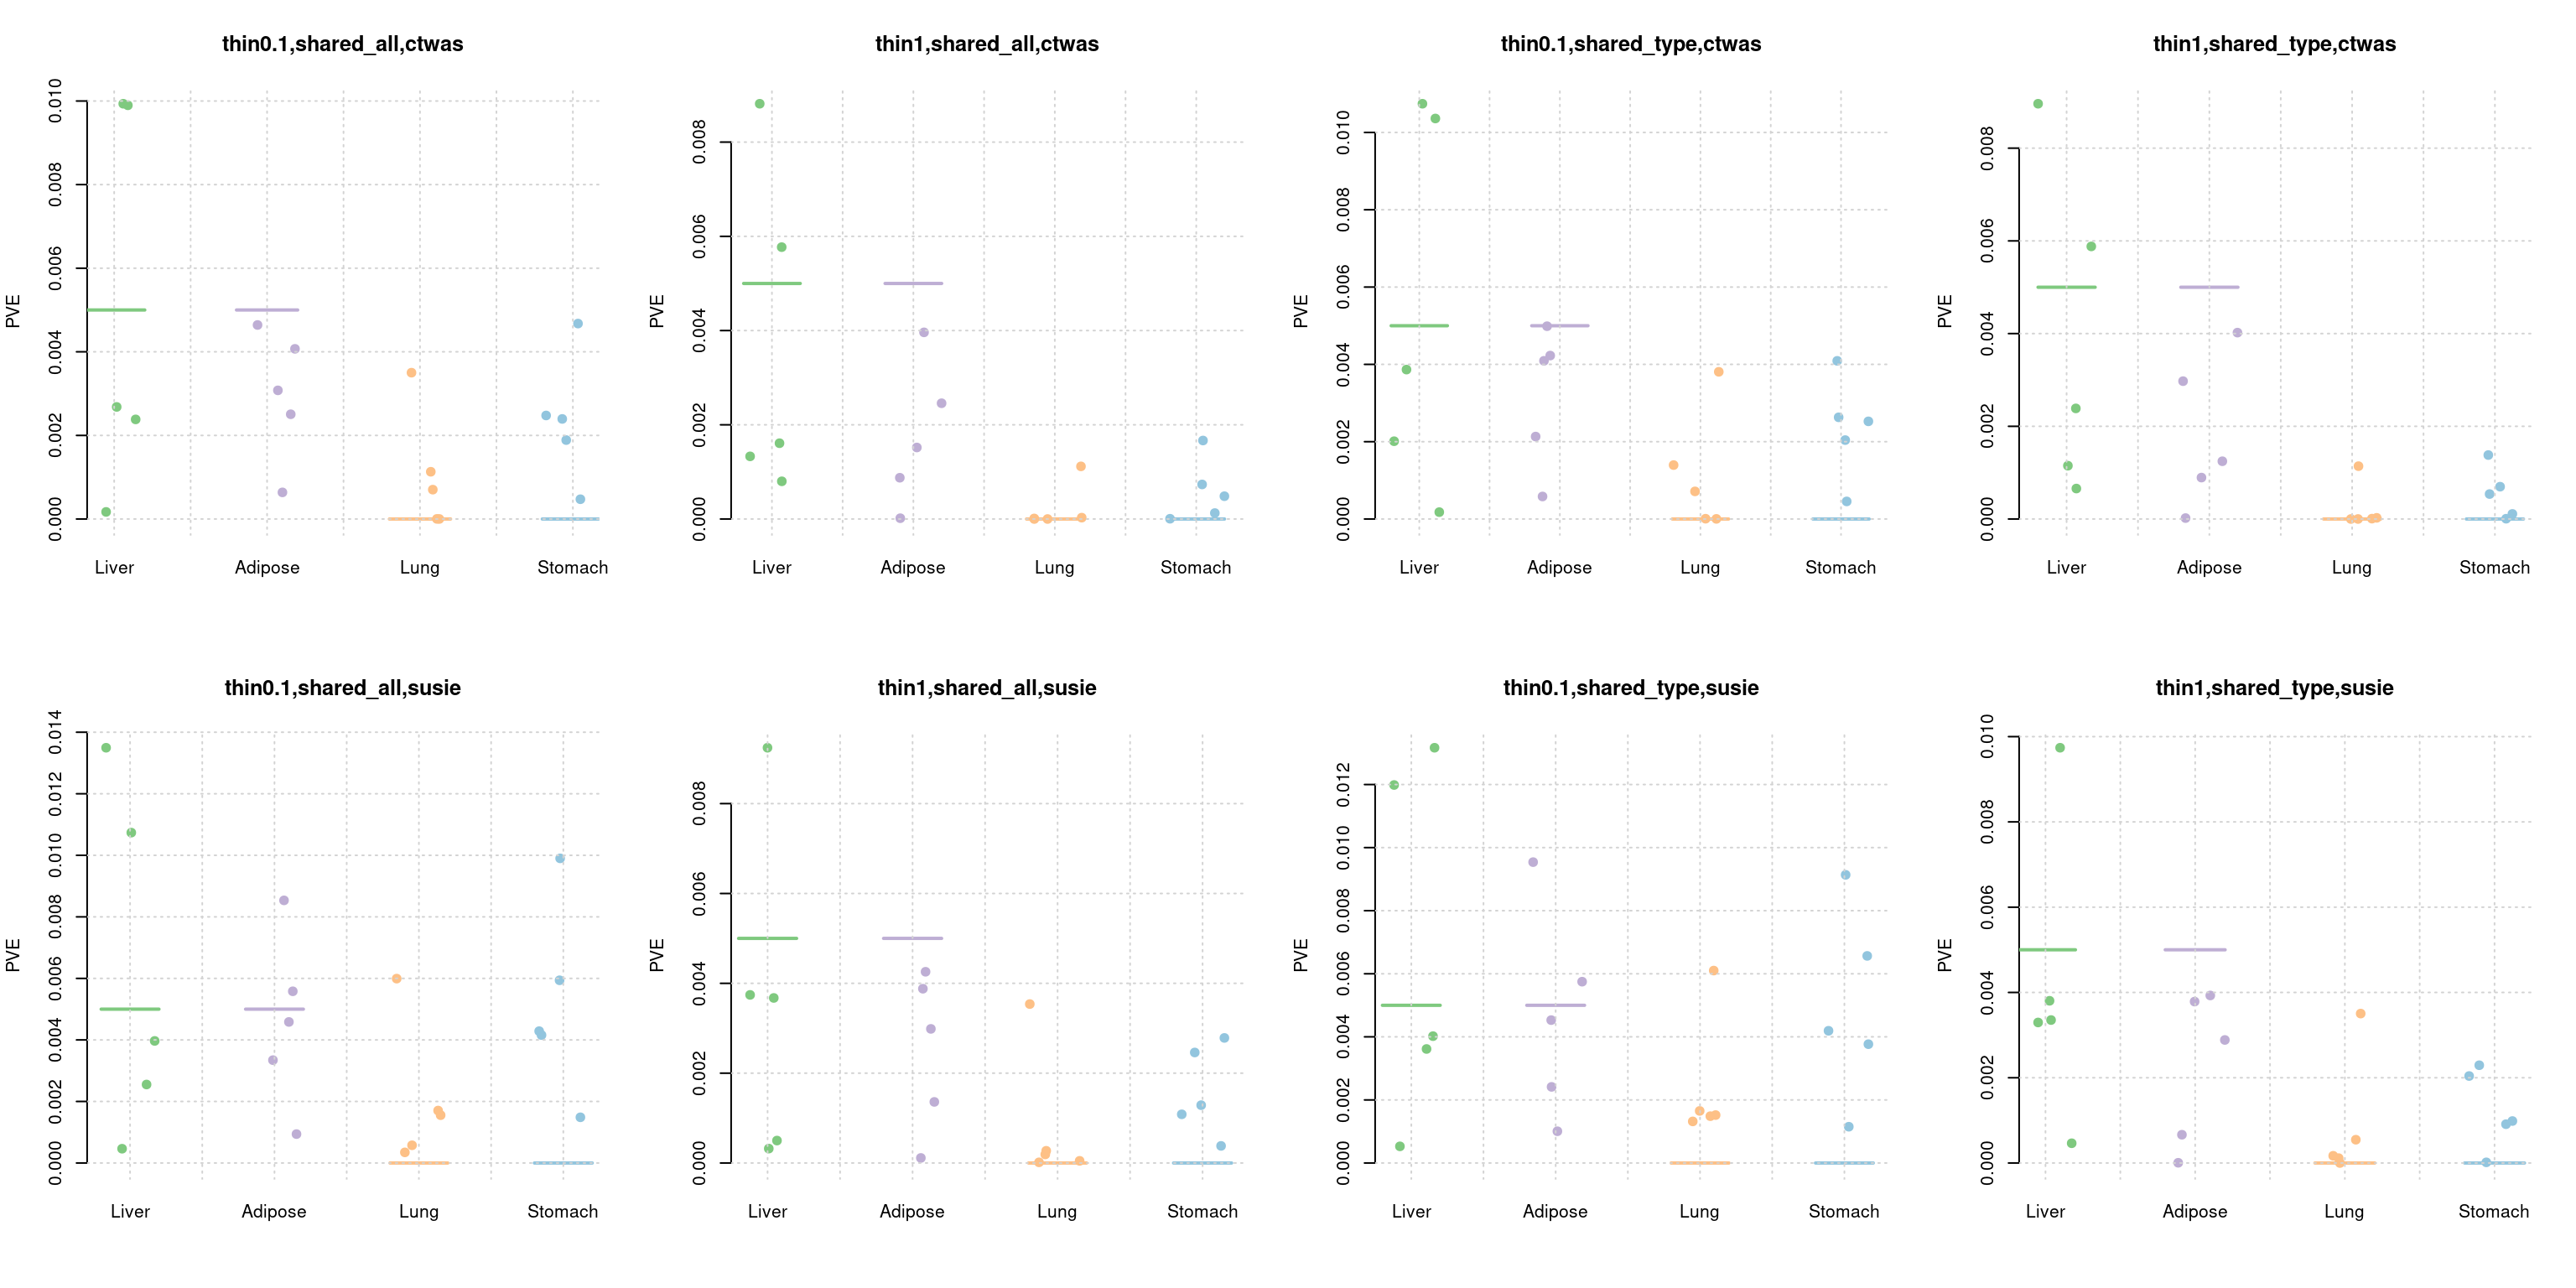 thin0.1,shared_all,ctwas
PVE
0.000 0.002 0.004 0.006 0.008 0.010
Liver Adipose Lung Stomach
thin1,shared_all,ctwas
PVE
0.000 0.002 0.004 0.006 0.008
Liver Adipose Lung Stomach
thin0.1,shared_type,ctwas
PVE
0.000 0.002 0.004 0.006 0.008 0.010
Liver Adipose Lung Stomach
thin1,shared_type,ctwas
PVE
0.000 0.002 0.004 0.006 0.008
Liver Adipose Lung Stomach
thin0.1,shared_all,susie
PVE
0.000 0.002 0.004 0.006 0.008 0.010 0.012 0.014
Liver Adipose Lung Stomach
thin1,shared_all,susie
PVE
0.000 0.002 0.004 0.006 0.008
Liver Adipose Lung Stomach
thin0.1,shared_type,susie
PVE
0.000 0.002 0.004 0.006 0.008 0.010 0.012
Liver Adipose Lung Stomach
thin1,shared_type,susie
PVE
0.000 0.002 0.004 0.006 0.008 0.010
Liver Adipose Lung Stomach